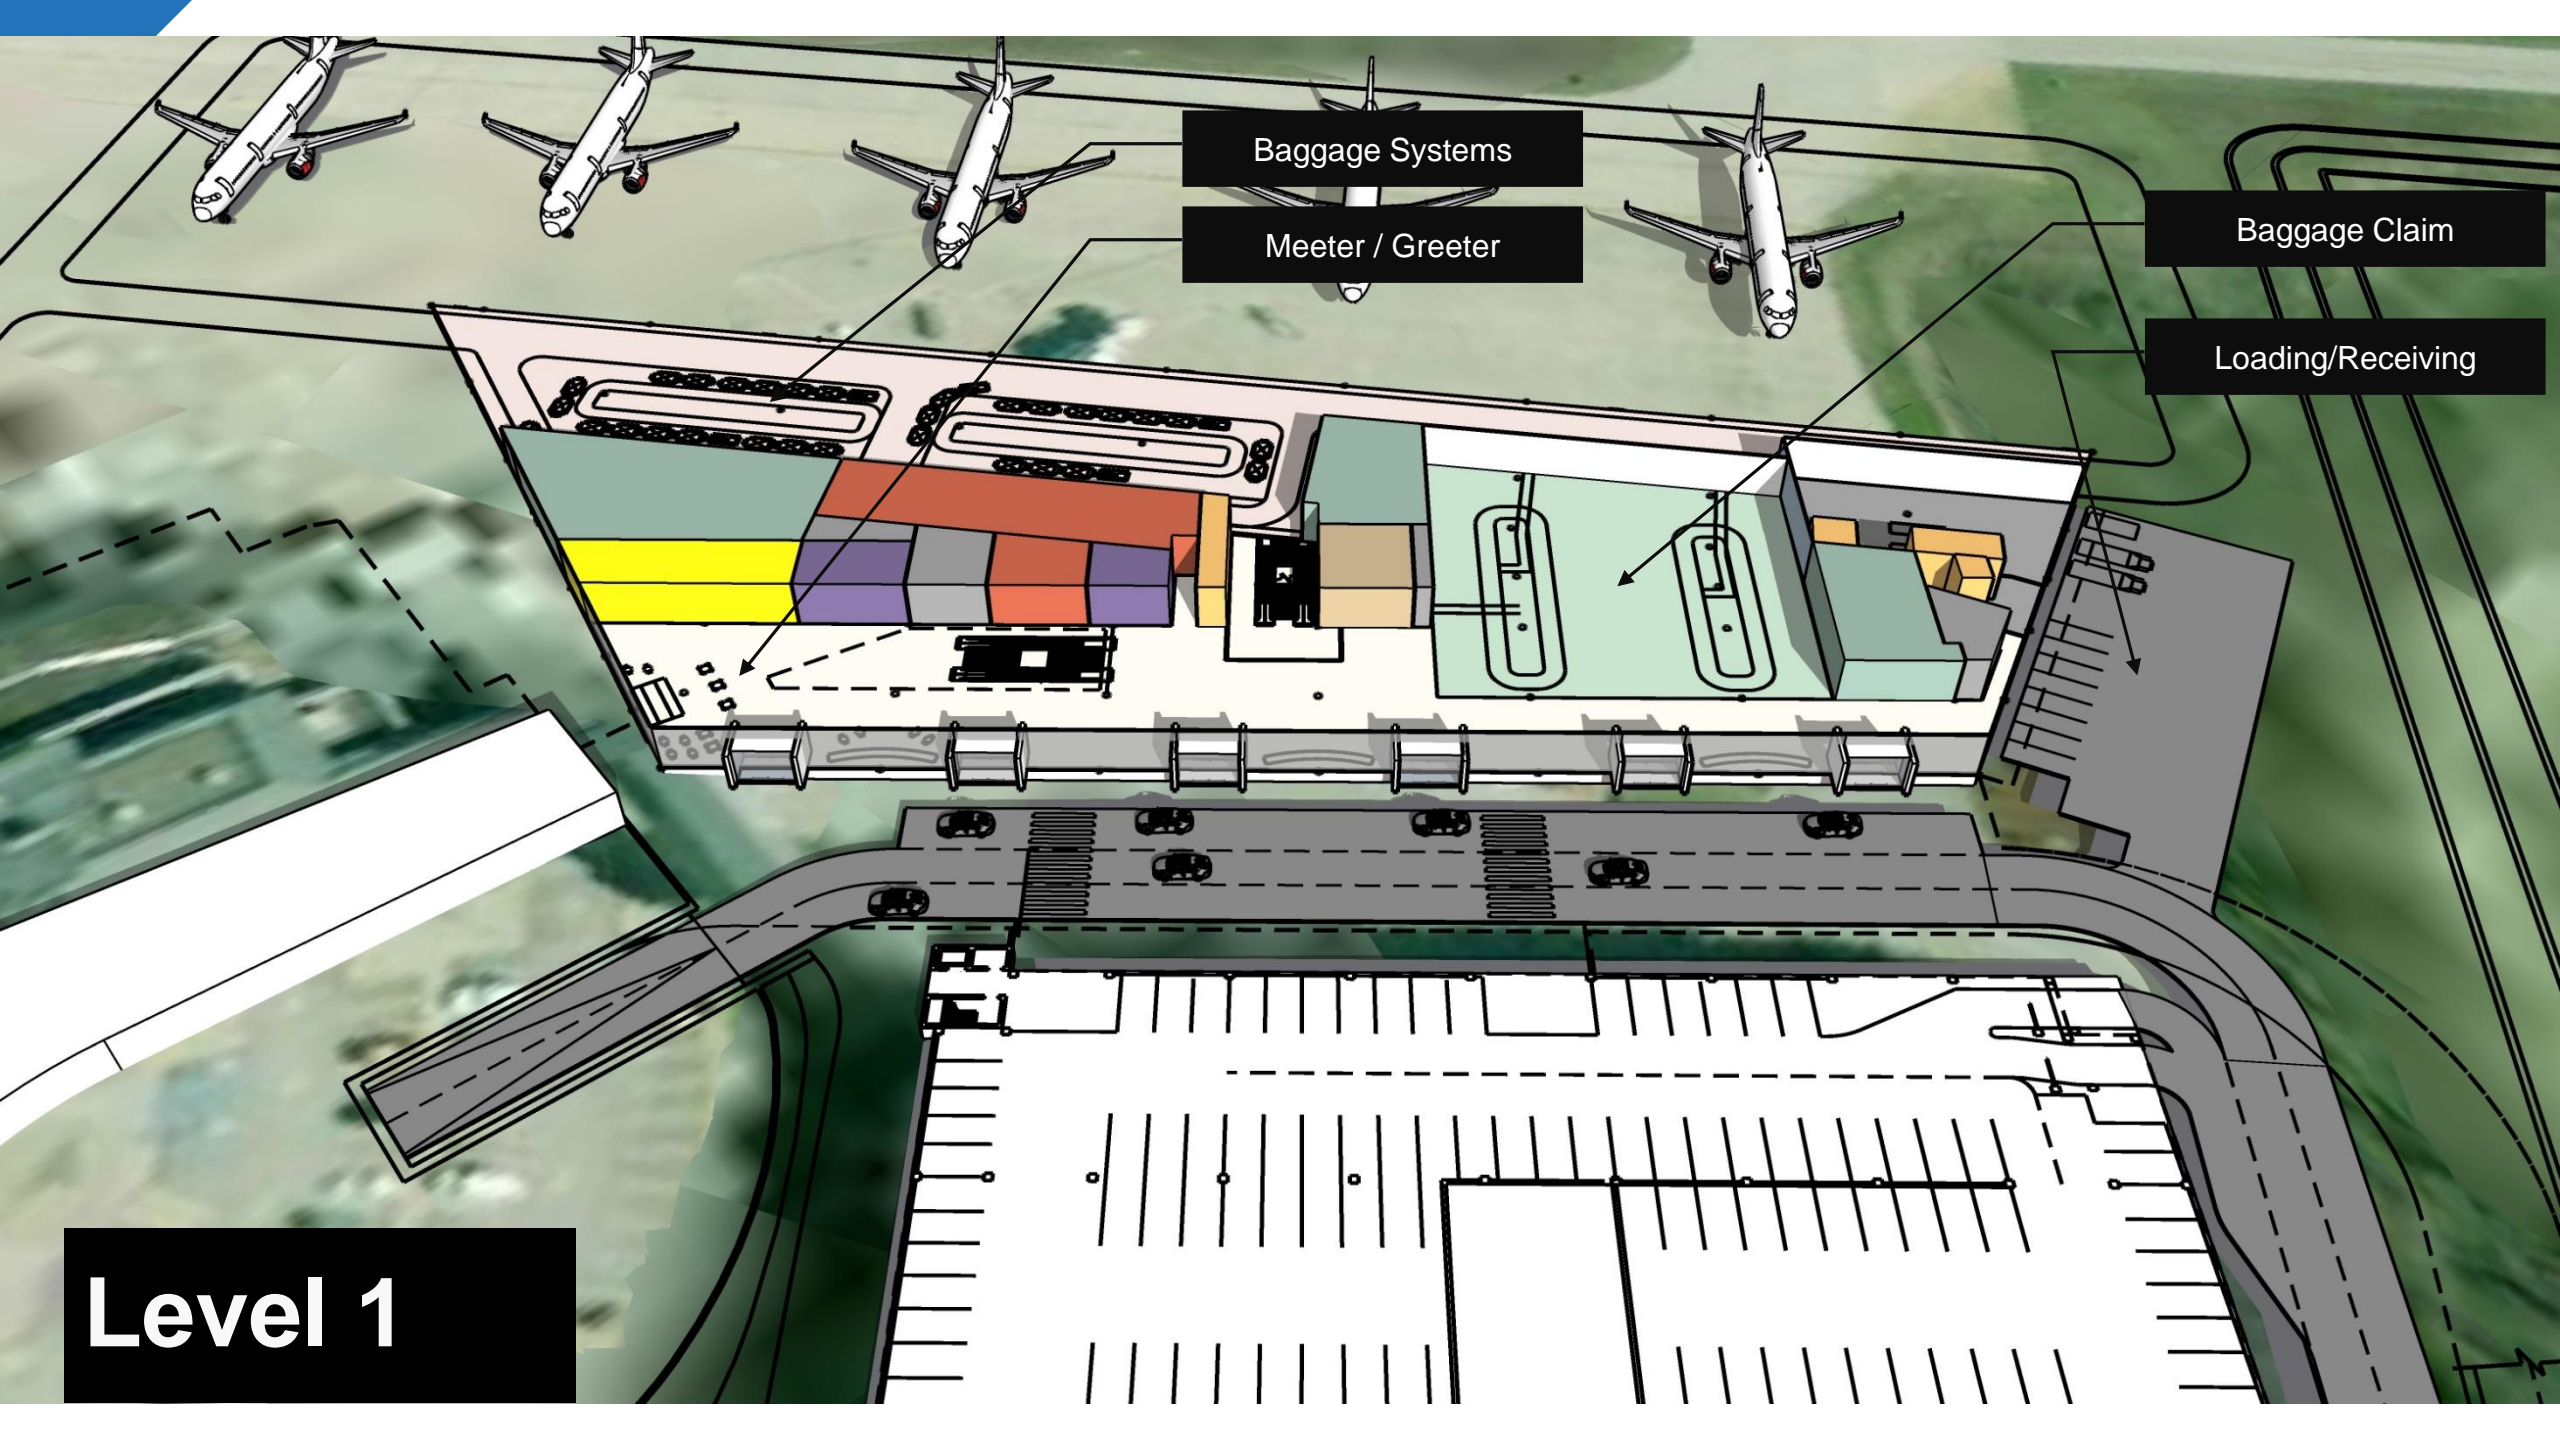 Baggage Systems
Meeter / Greeter
Baggage Claim
Loading/Receiving
Level 1